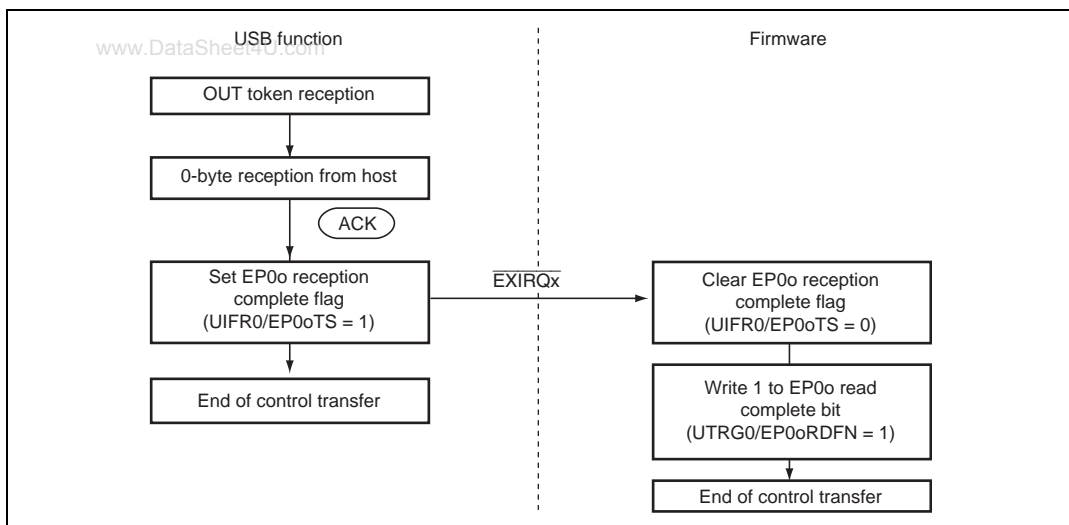 USB function
Firmware
www.DataSheet4U.com
OUT token reception
0-byte reception from host
ACK
Set EP0o reception
complete flag
(UIFR0/EP0oTS = 1)
EXIRQx
Clear EP0o reception
complete flag
(UIFR0/EP0oTS = 0)
End of control transfer
Write 1 to EP0o read
complete bit
(UTRG0/EP0oRDFN = 1)
End of control transfer